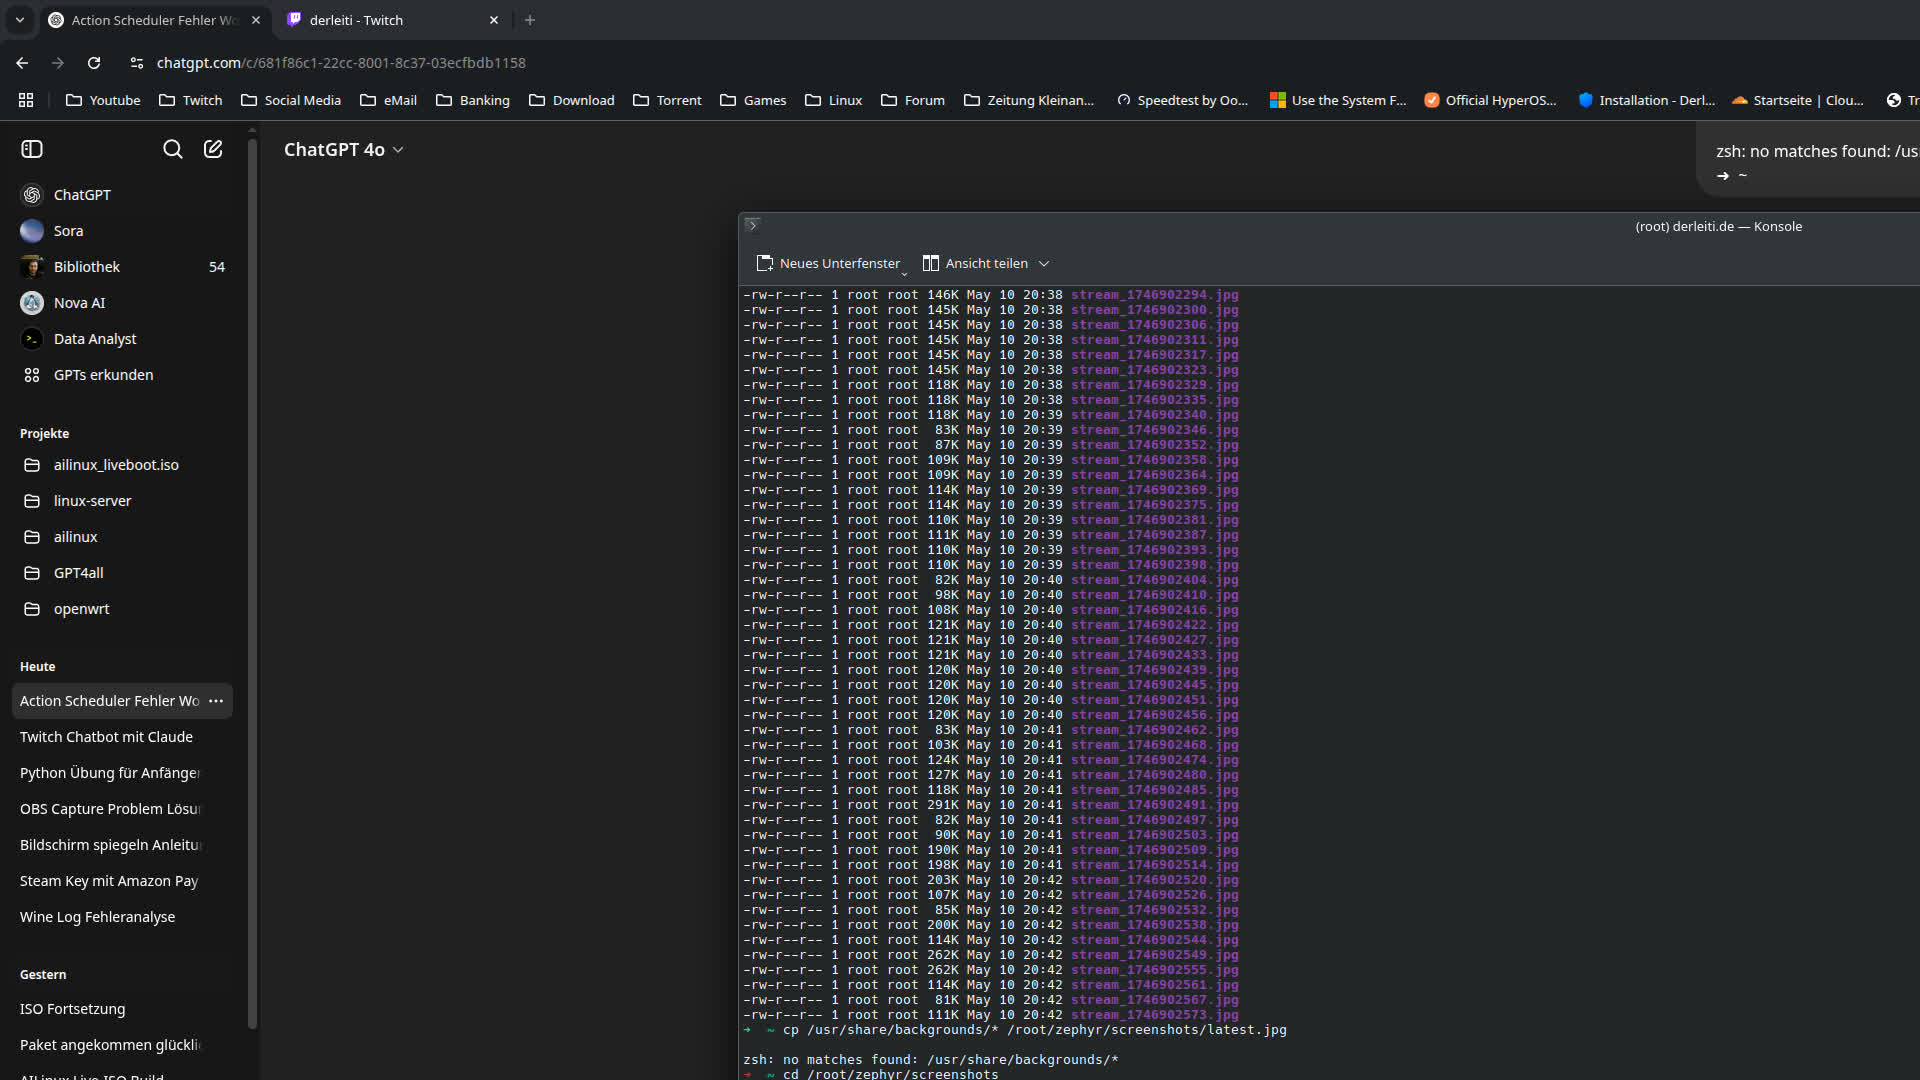 Action Scheduler Fehler Wo
derleiti - Twitch
chatgpt.com/c/681f86c1-22cc-8001-8c37-03ecfbdb1158
Youtube
Twitch
Social Media
eMail
Banking
Download
Torrent
Games
Linux
Forum
Zeitung Kleinan...
Speedtest by Oo...
Use the System F...
Official HyperOS...
Installation - Derl...
Startseite | Clou...
Tr
ChatGPT 4o
zsh: no matches found: /us
➜ ~
ChatGPT
Sora
Bibliothek 54
Nova AI
Data Analyst
GPTs erkunden
Projekte
ailinux_liveboot.iso
linux-server
ailinux
GPT4all
openwrt
Heute
Action Scheduler Fehler Wo ...
Twitch Chatbot mit Claude
Python Übung für Anfänger
OBS Capture Problem Lösu
Bildschirm spiegeln Anleitu
Steam Key mit Amazon Pay
Wine Log Fehleranalyse
Gestern
ISO Fortsetzung
Paket angekommen glückli
AILinux Live ISO Build
(root) derleiti.de — Konsole
Neues Unterfenster
Ansicht teilen
-rw-r--r-- 1 root root 146K May 10 20:38 stream_1746902294.jpg
-rw-r--r-- 1 root root 145K May 10 20:38 stream_1746902300.jpg
-rw-r--r-- 1 root root 145K May 10 20:38 stream_1746902306.jpg
-rw-r--r-- 1 root root 145K May 10 20:38 stream_1746902311.jpg
-rw-r--r-- 1 root root 145K May 10 20:38 stream_1746902317.jpg
-rw-r--r-- 1 root root 145K May 10 20:38 stream_1746902323.jpg
-rw-r--r-- 1 root root 118K May 10 20:38 stream_1746902329.jpg
-rw-r--r-- 1 root root 118K May 10 20:38 stream_1746902335.jpg
-rw-r--r-- 1 root root 118K May 10 20:39 stream_1746902340.jpg
-rw-r--r-- 1 root root 83K May 10 20:39 stream_1746902346.jpg
-rw-r--r-- 1 root root 87K May 10 20:39 stream_1746902352.jpg
-rw-r--r-- 1 root root 109K May 10 20:39 stream_1746902358.jpg
-rw-r--r-- 1 root root 109K May 10 20:39 stream_1746902364.jpg
-rw-r--r-- 1 root root 114K May 10 20:39 stream_1746902369.jpg
-rw-r--r-- 1 root root 114K May 10 20:39 stream_1746902375.jpg
-rw-r--r-- 1 root root 110K May 10 20:39 stream_1746902381.jpg
-rw-r--r-- 1 root root 111K May 10 20:39 stream_1746902387.jpg
-rw-r--r-- 1 root root 110K May 10 20:39 stream_1746902393.jpg
-rw-r--r-- 1 root root 110K May 10 20:39 stream_1746902398.jpg
-rw-r--r-- 1 root root 82K May 10 20:40 stream_1746902404.jpg
-rw-r--r-- 1 root root 98K May 10 20:40 stream_1746902410.jpg
-rw-r--r-- 1 root root 108K May 10 20:40 stream_1746902416.jpg
-rw-r--r-- 1 root root 121K May 10 20:40 stream_1746902422.jpg
-rw-r--r-- 1 root root 121K May 10 20:40 stream_1746902427.jpg
-rw-r--r-- 1 root root 121K May 10 20:40 stream_1746902433.jpg
-rw-r--r-- 1 root root 120K May 10 20:40 stream_1746902439.jpg
-rw-r--r-- 1 root root 120K May 10 20:40 stream_1746902445.jpg
-rw-r--r-- 1 root root 120K May 10 20:40 stream_1746902451.jpg
-rw-r--r-- 1 root root 120K May 10 20:40 stream_1746902456.jpg
-rw-r--r-- 1 root root 83K May 10 20:41 stream_1746902462.jpg
-rw-r--r-- 1 root root 103K May 10 20:41 stream_1746902468.jpg
-rw-r--r-- 1 root root 124K May 10 20:41 stream_1746902474.jpg
-rw-r--r-- 1 root root 127K May 10 20:41 stream_1746902480.jpg
-rw-r--r-- 1 root root 118K May 10 20:41 stream_1746902485.jpg
-rw-r--r-- 1 root root 291K May 10 20:41 stream_1746902491.jpg
-rw-r--r-- 1 root root 82K May 10 20:41 stream_1746902497.jpg
-rw-r--r-- 1 root root 90K May 10 20:41 stream_1746902503.jpg
-rw-r--r-- 1 root root 190K May 10 20:41 stream_1746902509.jpg
-rw-r--r-- 1 root root 198K May 10 20:41 stream_1746902514.jpg
-rw-r--r-- 1 root root 203K May 10 20:42 stream_1746902520.jpg
-rw-r--r-- 1 root root 107K May 10 20:42 stream_1746902526.jpg
-rw-r--r-- 1 root root 85K May 10 20:42 stream_1746902532.jpg
-rw-r--r-- 1 root root 200K May 10 20:42 stream_1746902538.jpg
-rw-r--r-- 1 root root 114K May 10 20:42 stream_1746902544.jpg
-rw-r--r-- 1 root root 262K May 10 20:42 stream_1746902549.jpg
-rw-r--r-- 1 root root 262K May 10 20:42 stream_1746902555.jpg
-rw-r--r-- 1 root root 114K May 10 20:42 stream_1746902561.jpg
-rw-r--r-- 1 root root 81K May 10 20:42 stream_1746902567.jpg
-rw-r--r-- 1 root root 111K May 10 20:42 stream_1746902573.jpg
➜ ~ cp /usr/share/backgrounds/* /root/zephyr/screenshots/latest.jpg
zsh: no matches found: /usr/share/backgrounds/*
➜ ~ cd /root/zephyr/screenshots